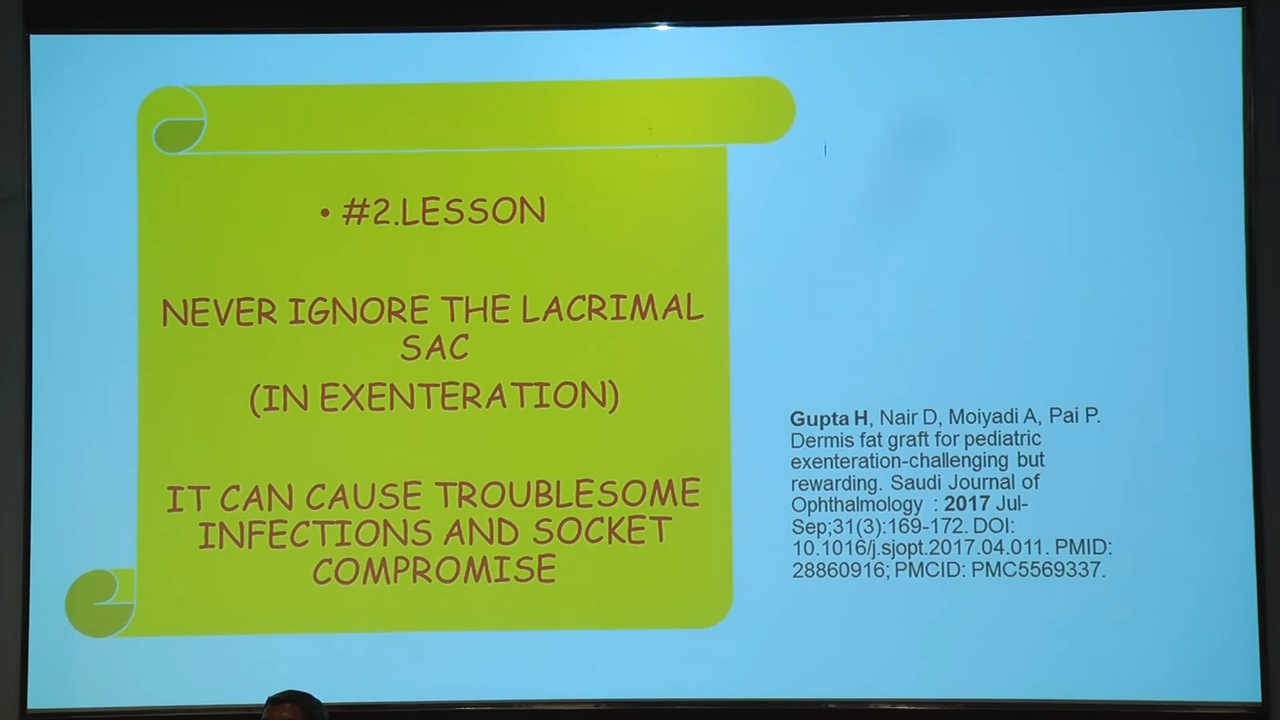 • #2.LESSON
NEVER IGNORE THE LACRIMAL
SAC
(IN EXENTERATION)
IT CAN CAUSE TROUBLESOME
INFECTIONS AND SOCKET
COMPROMISE
Gupta H, Nair D, Moiyadi A, Pai P.
Dermis fat graft for pediatric
exenteration-challenging but
rewarding. Saudi Journal of
Ophthalmology : 2017 Jul-
Sep;31(3):169-172. DOI:
10.1016/j.sjopt.2017.04.011. PMID:
28860916; PMCID: PMC5569337.